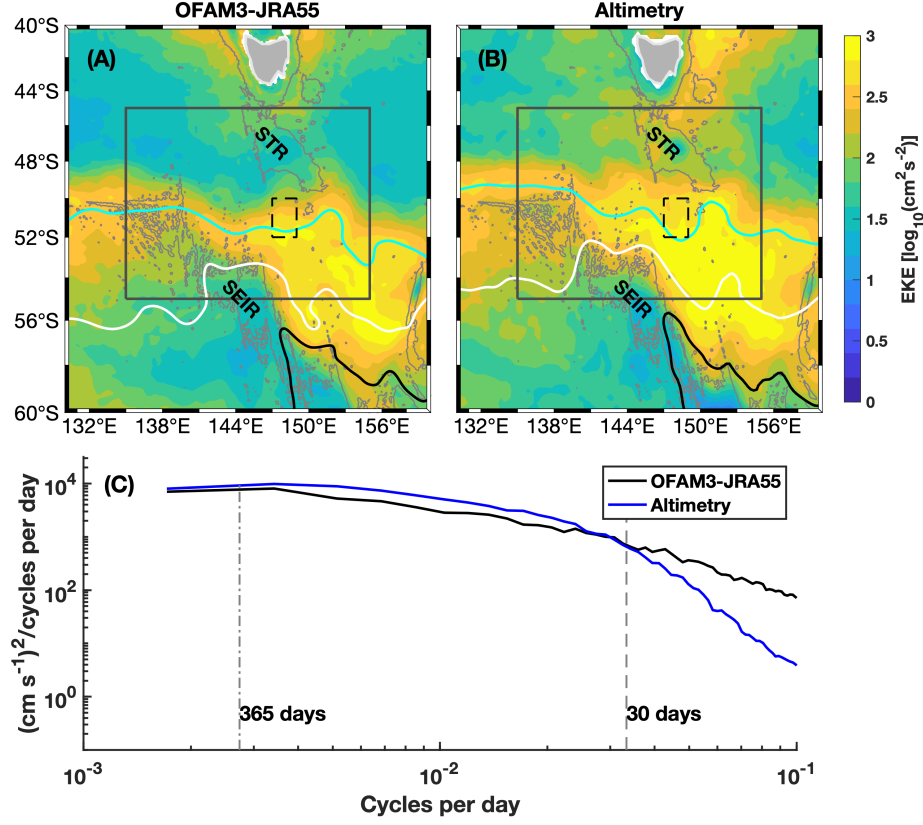 OFAM3-JRA55
Altimetry
40°S
44°S
48°S
52°S
56°S
60°S
(A)
STR
SEIR
132°E 138°E 144°E 150°E 156°E
(B)
STR
SEIR
132°E 138°E 144°E 150°E 156°E
3
2.5
2
1.5
1
0.5
0
EKE [log10(cm2s-2)]
(C)
OFAM3-JRA55
Altimetry
10^4
10^2
10^0
(cm s-1)2/cycles per day
365 days
30 days
10^-3 10^-2 10^-1
Cycles per day